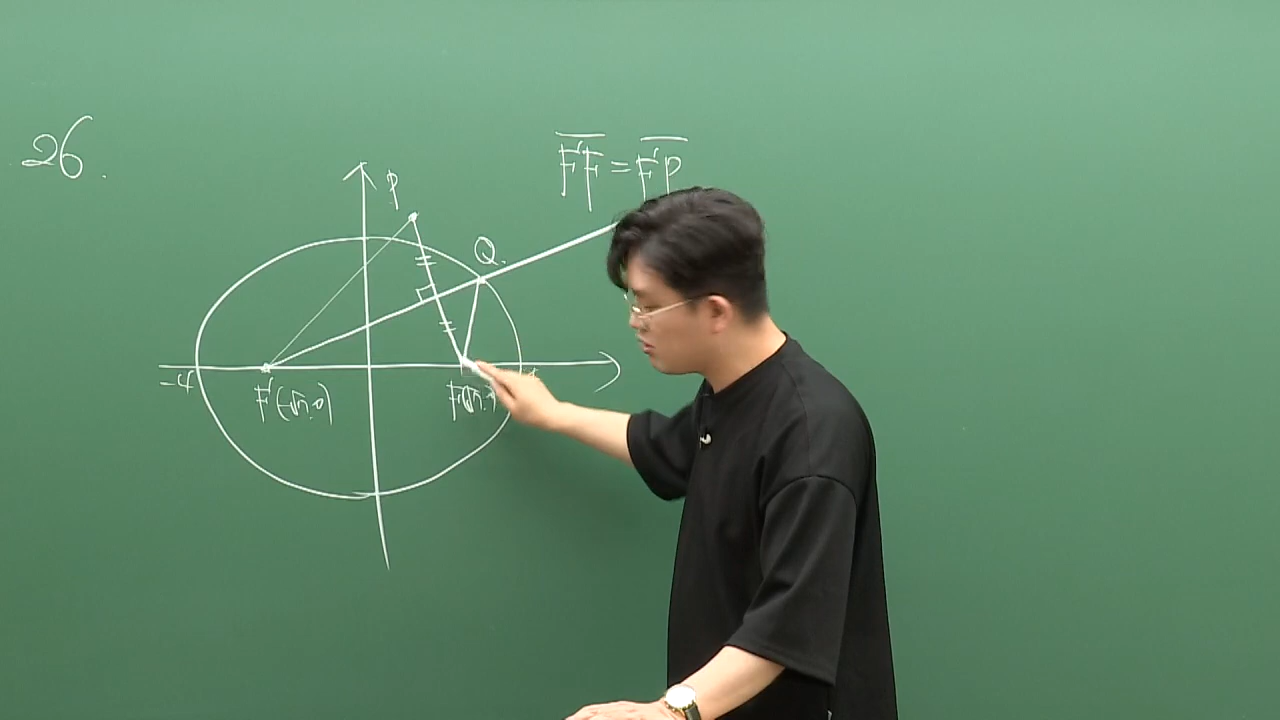 26.
F'F = F'P
P
Q.
-4
F'(-√7,0)